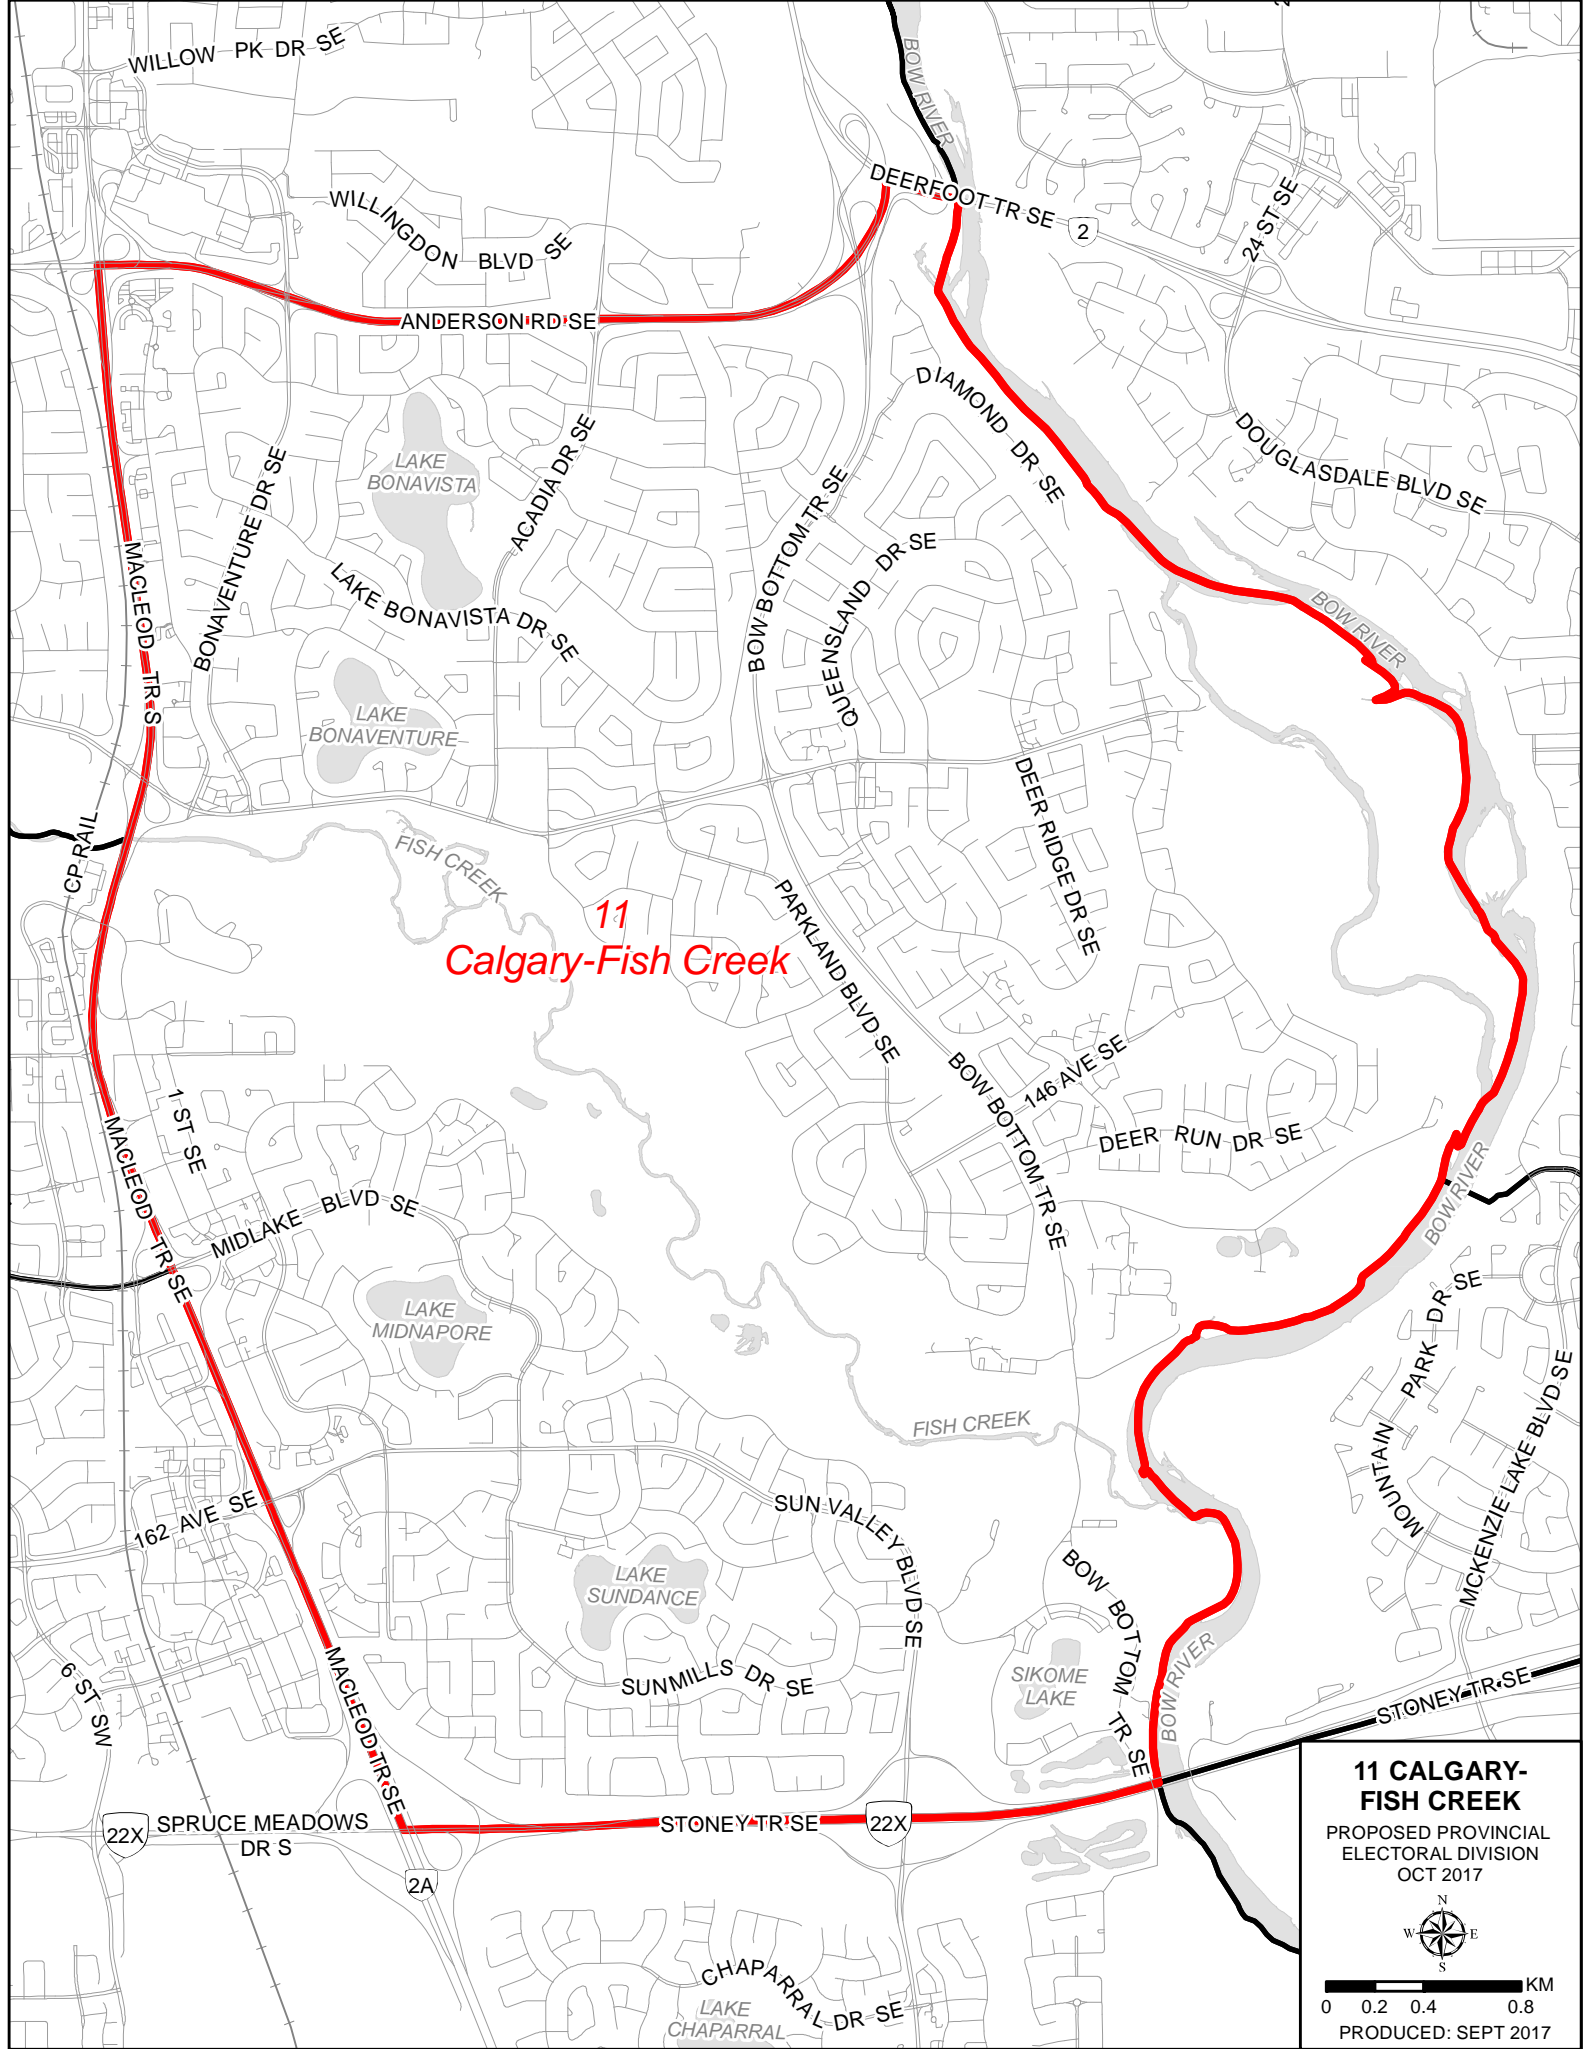 WILLOW PK DR SE
BOW RIVER
DEERFOOT TR SE
2
24 ST SE
WILLINGDON BLVD SE
ANDERSON RD SE
DIAMOND DR SE
DOUGLASDALE BLVD SE
LAKE
BONAVISTA
ACADIA DR SE
BONAVENTURE DR SE
BOW BOTTOM TR SE
QUEENSLAND DR SE
MACLEOD TR S
LAKE BONAVISTA DR SE
BOW RIVER
LAKE
BONAVENTURE
DEER RIDGE DR SE
CP RAIL
FISH CREEK
11
Calgary-Fish Creek
PARKLAND BLVD SE
BOW BOTTOM TR SE
146 AVE SE
DEER RUN DR SE
1 ST SE
MACLEOD TR SE
MIDLAKE BLVD SE
BOW RIVER
LAKE
MIDNAPORE
MOUNTAIN PARK DR SE
MCKENZIE LAKE BLVD SE
FISH CREEK
162 AVE SE
SUN VALLEY BLVD SE
LAKE
SUNDANCE
BOW BOTTOM TR SE
6 ST SW
SUNMILLS DR SE
SIKOME
LAKE
BOW RIVER
STONEY TR SE
MACLEOD TR SE
22X
SPRUCE MEADOWS
DR S
STONEY TR SE
22X
2A
CHAPARRAL DR SE
LAKE
CHAPARRAL
11 CALGARY-
FISH CREEK
PROPOSED PROVINCIAL
ELECTORAL DIVISION
OCT 2017
N
W E
S
KM
0 0.2 0.4 0.8
PRODUCED: SEPT 2017